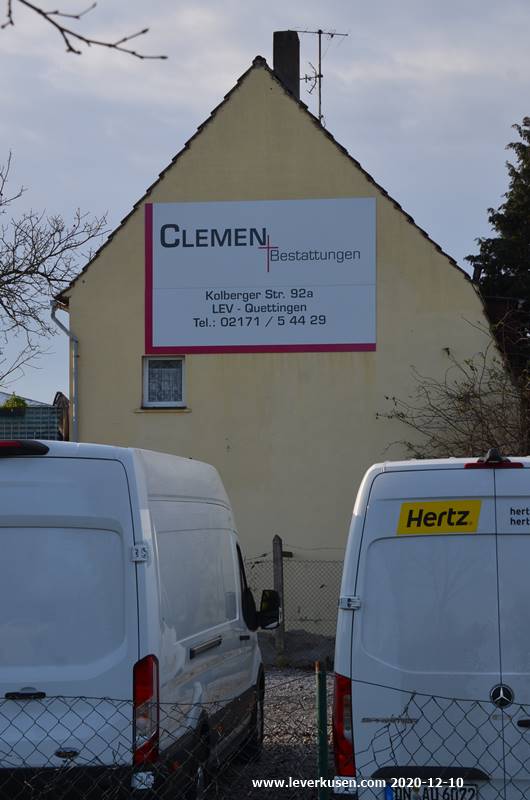 CLEMEN
Bestattungen
Kolberger Str. 92a
LEV - Quettingen
Tel.: 02171 / 5 44 29
Hertz
www.leverkusen.com 2020-12-10